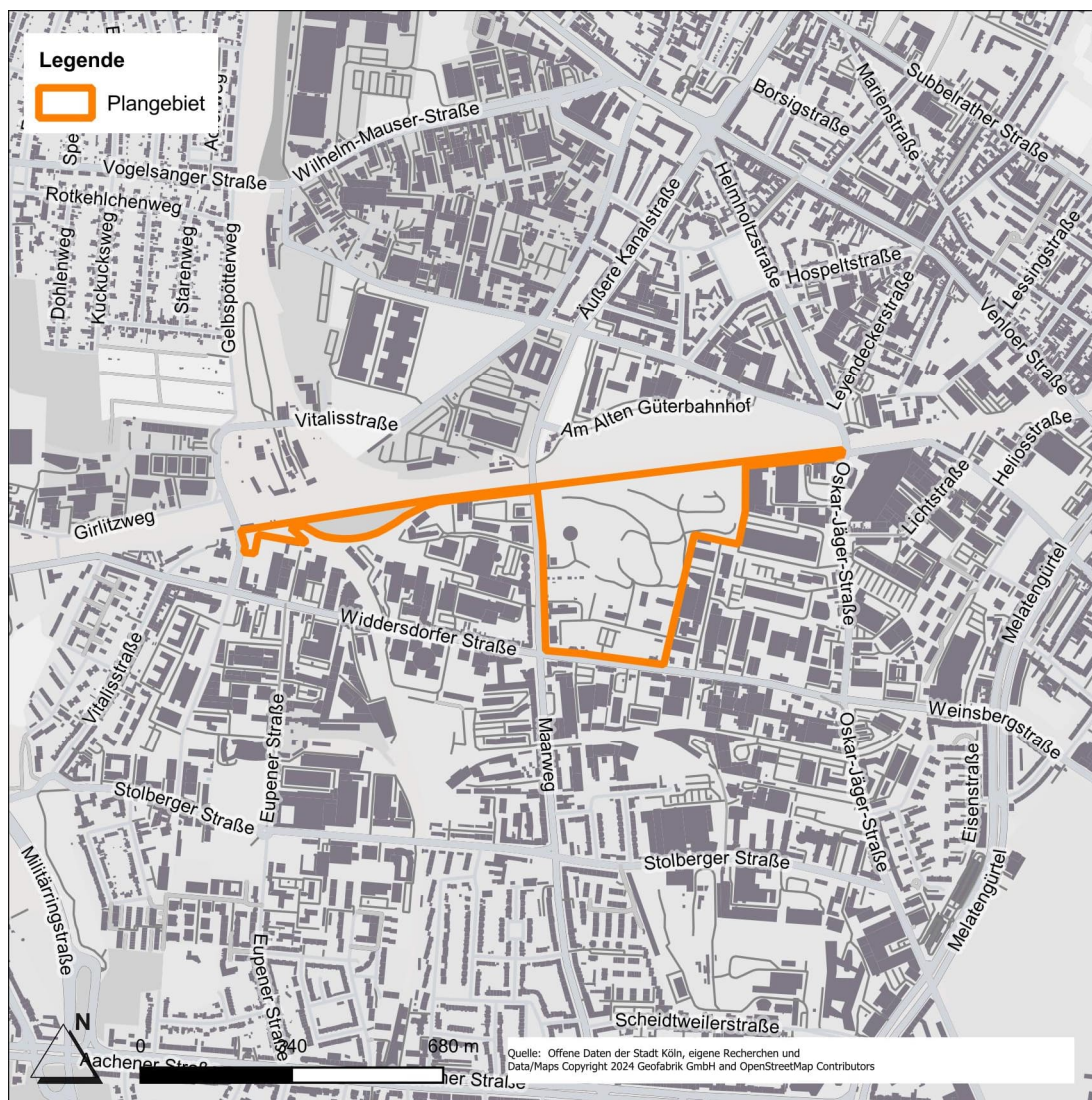 Legende
Plangebiet
Subbelrather Straße
Marienstraße
Borsigstraße
Wilhelm-Mauser-Straße
Vogelsanger Straße
Rotkehlchenweg
Helmholtzstraße
Äußere Kanalstraße
Lessingstraße
Dohlenweg
Kuckucksweg
Starenweg
Gelbspötterweg
Hospeltstraße
Venloer Straße
Leyendeckerstraße
Vitalisstraße
Am Alten Güterbahnhof
Heliosstraße
Lichtstraße
Girlitzweg
Oskar-Jäger-Straße
Melatengürtel
Widdersdorfer Straße
Vitalisstraße
Eupener Straße
Maarweg
Weinsbergstraße
Oskar-Jäger-Straße
Eisenstraße
Stolberger Straße
Stolberger Straße
Militärringstraße
Melatengürtel
Eupener Straße
Scheidtweilerstraße
N
0 340 680 m
Aachener Straße
Quelle: Offene Daten der Stadt Köln, eigene Recherchen und
Data/Maps Copyright 2024 Geofabrik GmbH and OpenStreetMap Contributors
ner Straße